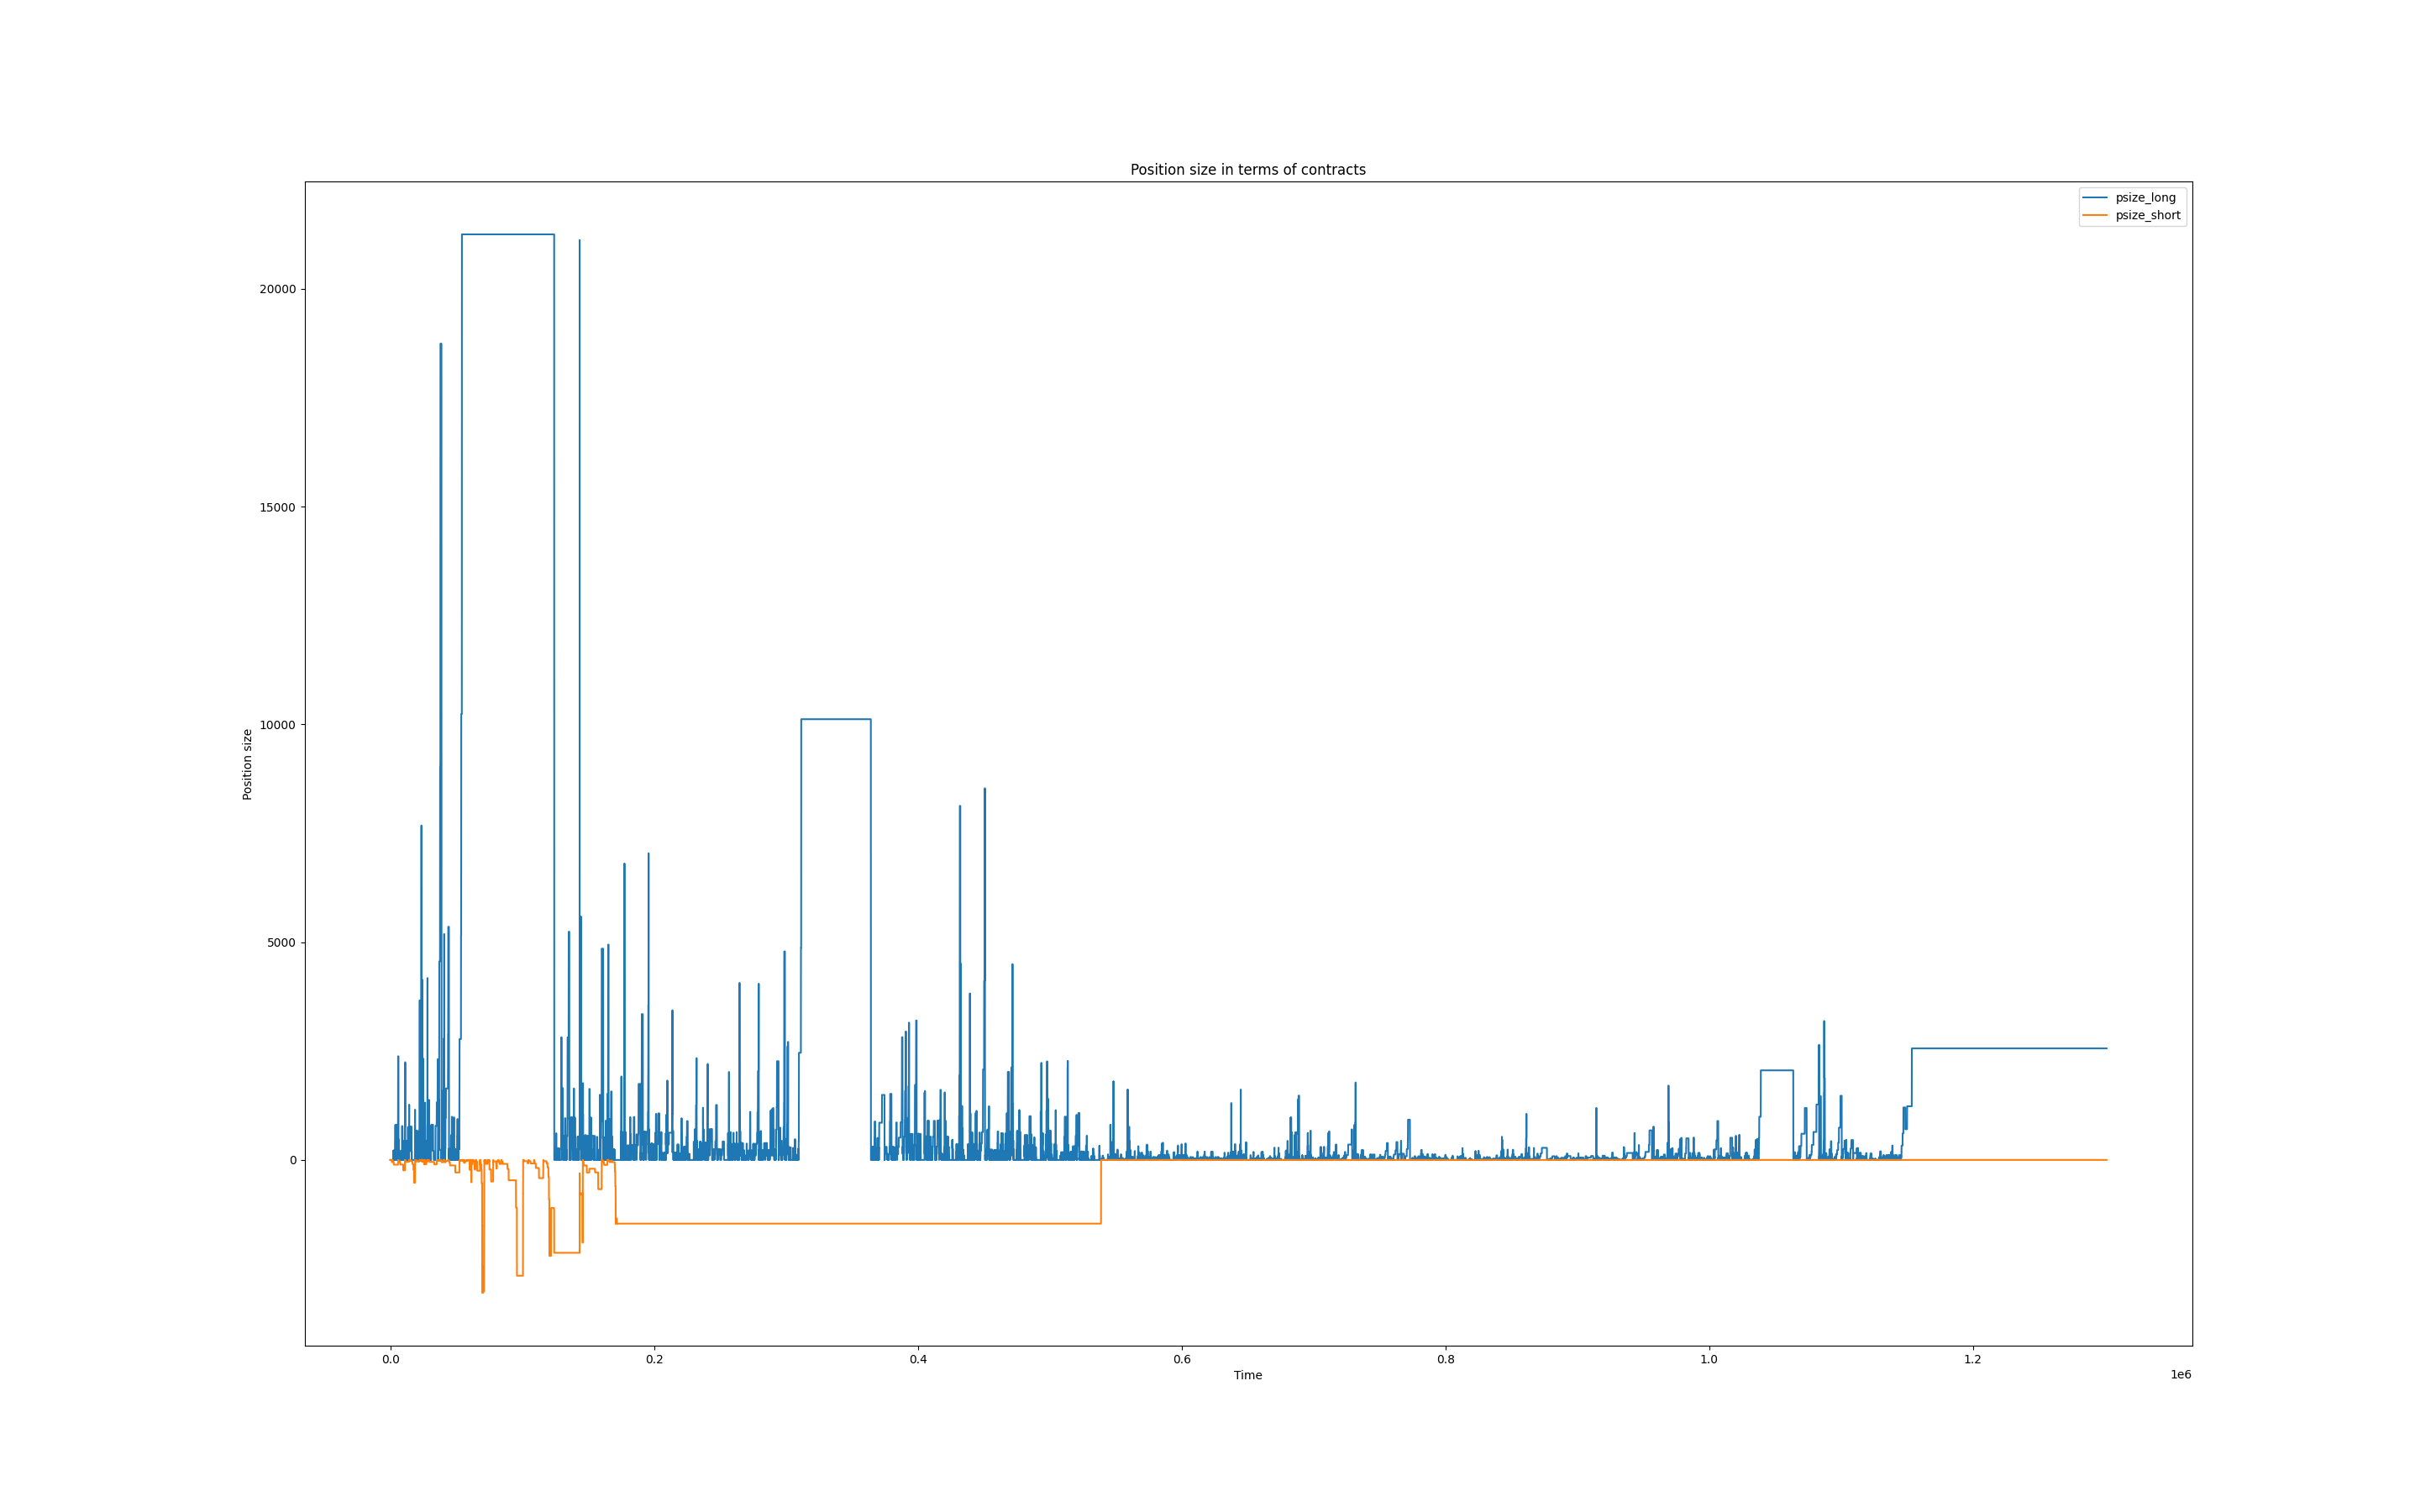 Position size in terms of contracts
psize_long
psize_short
20000
15000
10000
5000
0
Position size
0.0 0.2 0.4 0.6 0.8 1.0 1.2
Time
1e6